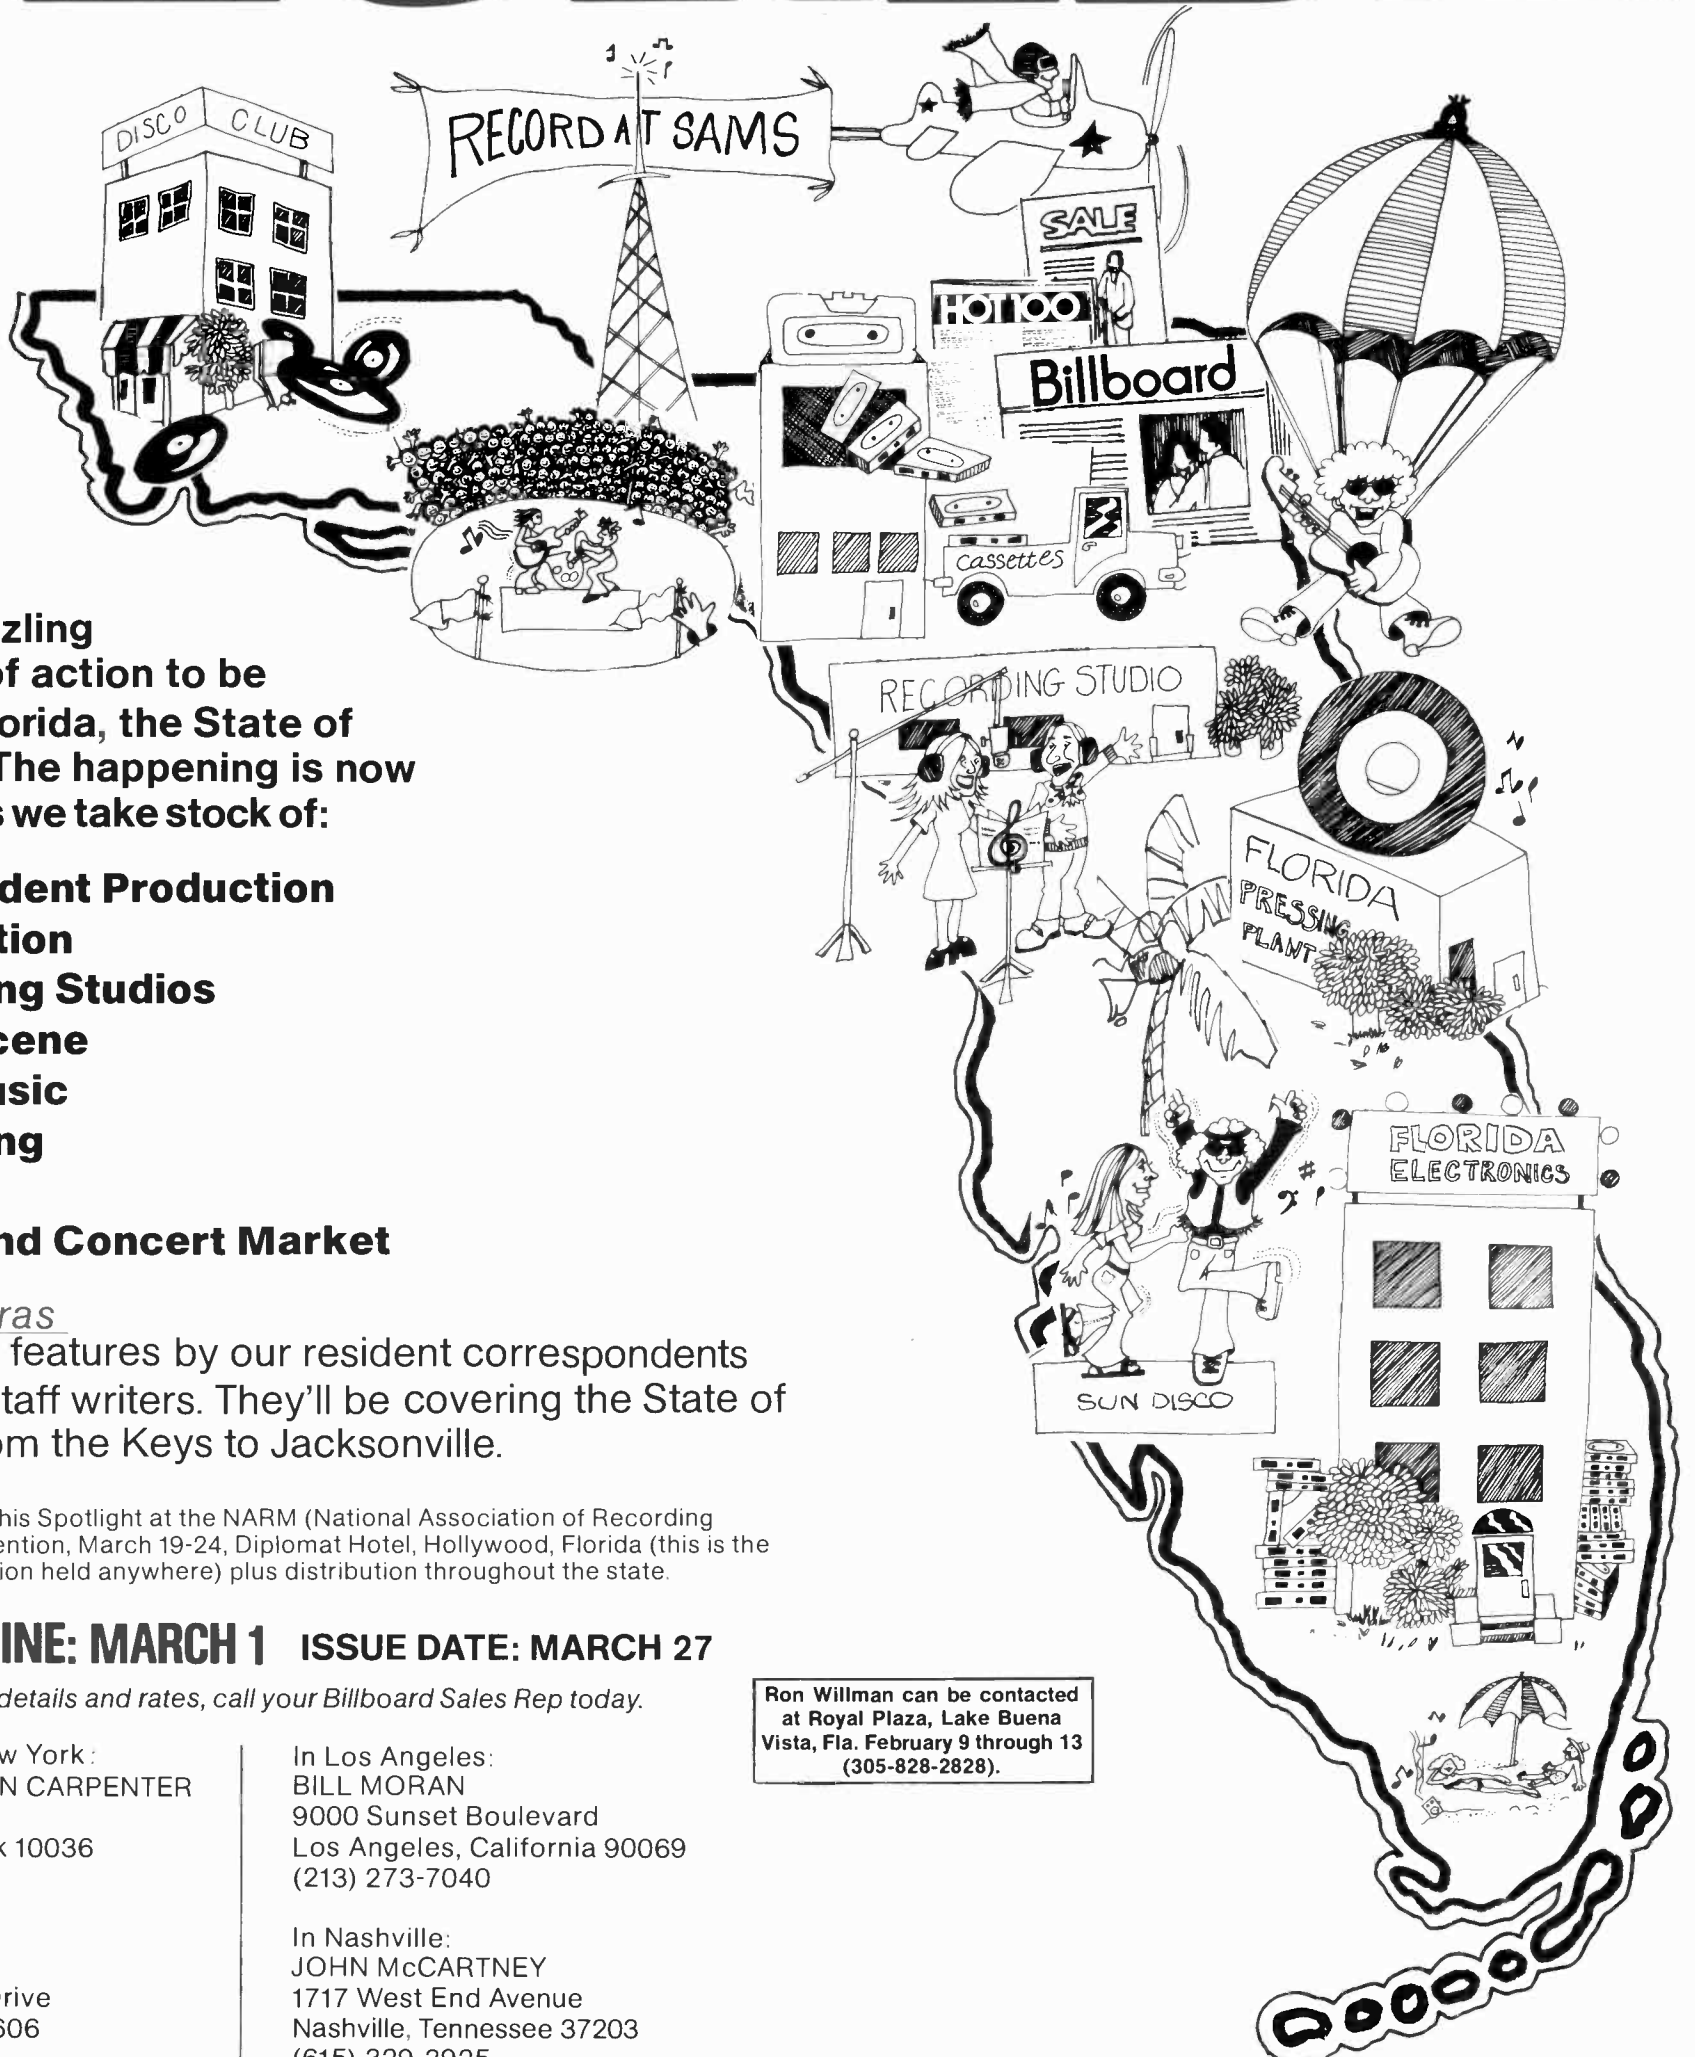 DISCO CLUB
RECORD AT SAMS
SALE
HOT 100
Billboard
cassettes
RECORDING STUDIO
FLORIDA
PRESSING
PLANT
FLORIDA
ELECTRONICS
SUN DISCO
zling
of action to be
orida, the State of
The happening is now
s we take stock of:
dent Production
tion
ng Studios
cene
usic
ng
nd Concert Market
ras
features by our resident correspondents
taff writers. They'll be covering the State of
om the Keys to Jacksonville.
his Spotlight at the NARM (National Association of Recording
ention, March 19-24, Diplomat Hotel, Hollywood, Florida (this is the
ion held anywhere) plus distribution throughout the state.
INE: MARCH 1 ISSUE DATE: MARCH 27
details and rates, call your Billboard Sales Rep today.
Ron Willman can be contacted
at Royal Plaza, Lake Buena
Vista, Fla. February 9 through 13
(305-828-2828).
w York:
N CARPENTER
k 10036
rive
606
In Los Angeles:
BILL MORAN
9000 Sunset Boulevard
Los Angeles, California 90069
(213) 273-7040
In Nashville:
JOHN McCARTNEY
1717 West End Avenue
Nashville, Tennessee 37203
(615) 329-3925